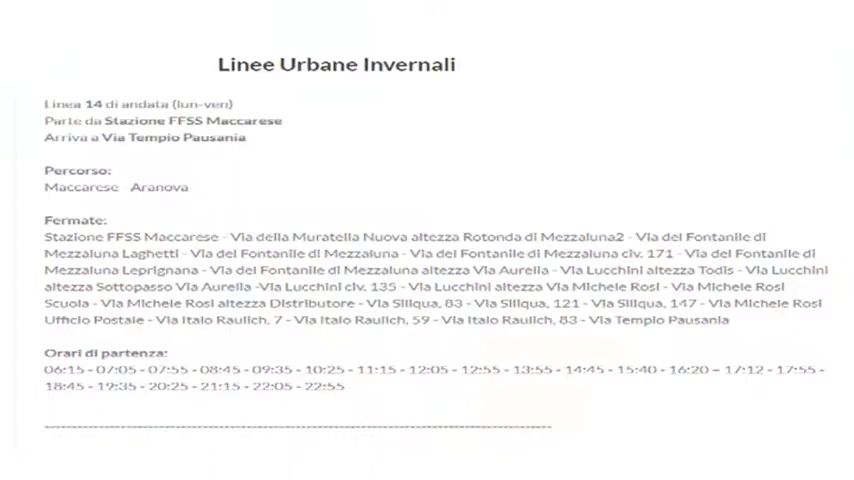 Linee Urbane Invernali
Linea 14 di andata (lun-ven)
Parte da Stazione FFSS Maccarese
Arriva a Via Tempio Pausania
Percorso:
Maccarese - Aranova
Fermate:
Stazione FFSS Maccarese - Via della Muratella Nuova altezza Rotonda di Mezzaluna2 - Via del Fontanile di
Mezzaluna Laghetti - Via del Fontanile di Mezzaluna - Via del Fontanile di Mezzaluna civ. 171 - Via del Fontanile di
Mezzaluna Leprignana - Via del Fontanile di Mezzaluna altezza Via Aurelia - Via Lucchini altezza Todis - Via Lucchini
altezza Sottopasso Via Aurelia -Via Lucchini civ. 135 - Via Lucchini altezza Via Michele Rosi - Via Michele Rosi
Scuola - Via Michele Rosi altezza Distributore - Via Siliqua, 83 - Via Siliqua, 121 - Via Siliqua, 147 - Via Michele Rosi
Ufficio Postale - Via Italo Raulich, 7 - Via Italo Raulich, 59 - Via Italo Raulich, 83 - Via Tempio Pausania
Orari di partenza:
06:15 - 07:05 - 07:55 - 08:45 - 09:35 - 10:25 - 11:15 - 12:05 - 12:55 - 13:55 - 14:45 - 15:40 - 16:20 – 17:12 - 17:55 -
18:45 - 19:35 - 20:25 - 21:15 - 22:05 - 22:55